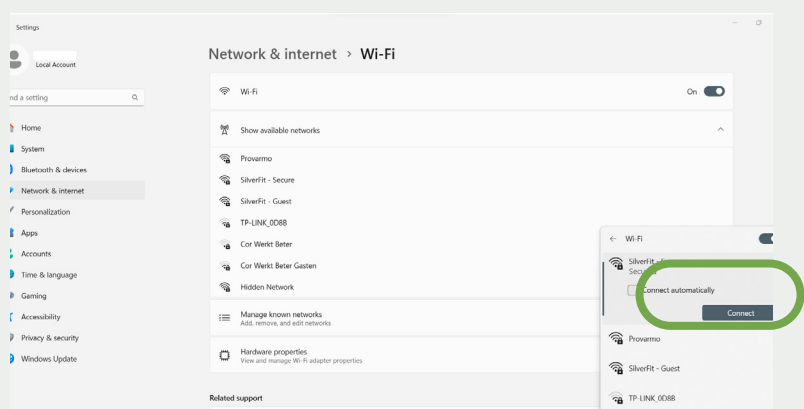 Settings
Local Account
nd a setting
Network & internet > Wi-Fi
Wi-Fi
On
Home
System
Bluetooth & devices
Network & internet
Personalization
Apps
Accounts
Time & language
Gaming
Accessibility
Privacy & security
Windows Update
Show available networks
Provarmo
SilverFit - Secure
SilverFit - Guest
TP-LINK_0D8B
Cor Werkt Beter
Cor Werkt Beter Gasten
Hidden Network
Manage known networks
Add, remove, and edit networks
Hardware properties
View and manage Wi-Fi adapter properties
Related support
Wi-Fi
SilverFit -
Connect automatically
Connect
Provarmo
SilverFit - Guest
TP-LINK_0D8B